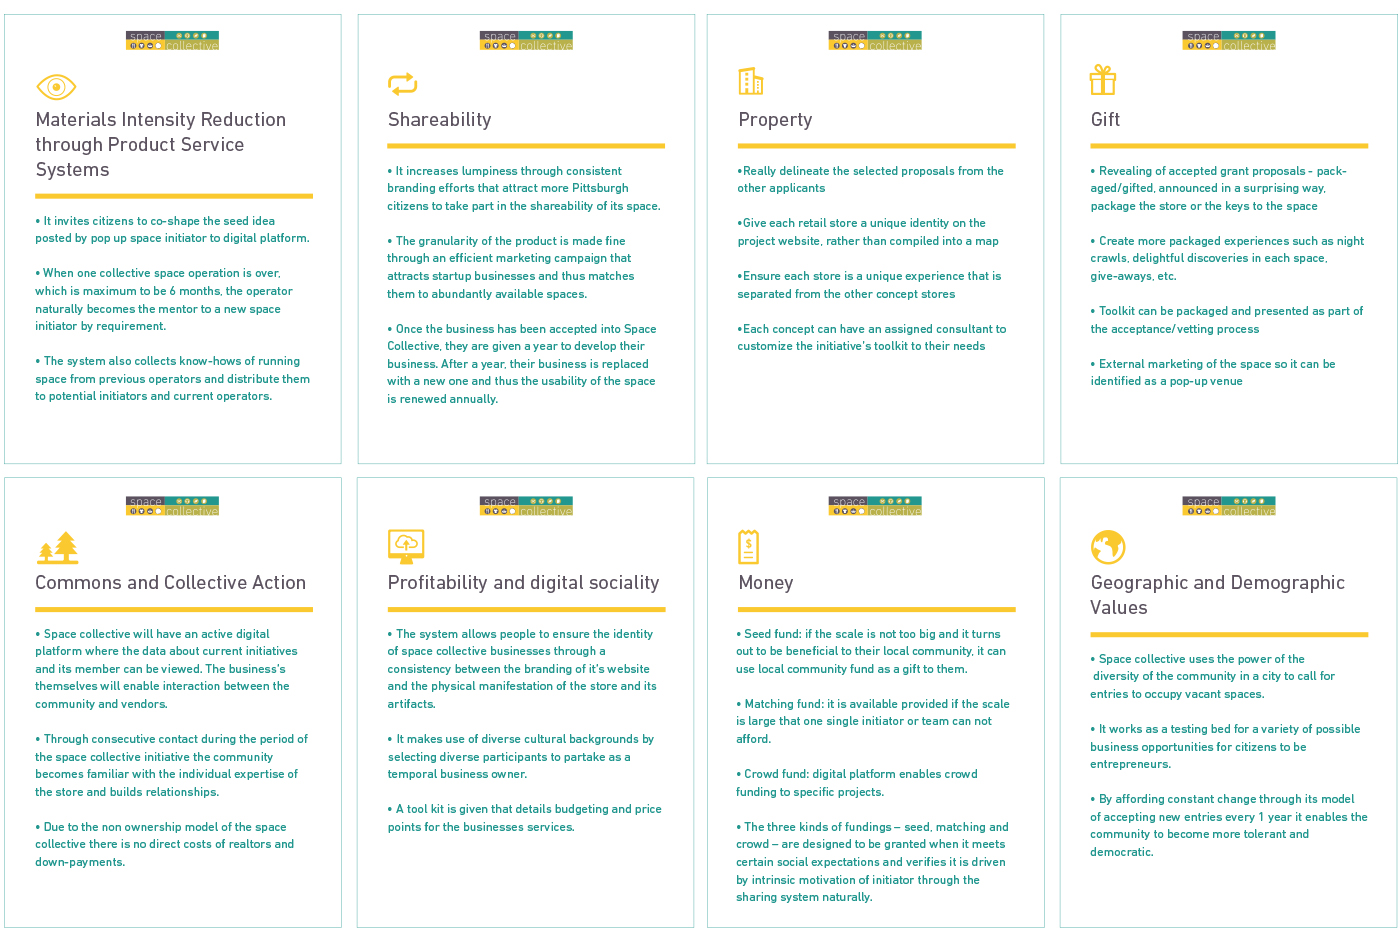 space
collective
Materials Intensity Reduction
through Product Service
Systems
• It invites citizens to co-shape the seed idea
posted by pop up space initiator to digital platform.
• When one collective space operation is over,
which is maximum to be 6 months, the operator
naturally becomes the mentor to a new space
initiator by requirement.
• The system also collects know-hows of running
space from previous operators and distribute them
to potential initiators and current operators.
space
collective
Shareability
• It increases lumpiness through consistent
branding efforts that attract more Pittsburgh
citizens to take part in the shareability of its space.
• The granularity of the product is made fine
through an efficient marketing campaign that
attracts startup businesses and thus matches
them to abundantly available spaces.
• Once the business has been accepted into Space
Collective, they are given a year to develop their
business. After a year, their business is replaced
with a new one and thus the usability of the space
is renewed annually.
space
collective
Property
•Really delineate the selected proposals from the
other applicants
•Give each retail store a unique identity on the
project website, rather than compiled into a map
•Ensure each store is a unique experience that is
separated from the other concept stores
•Each concept can have an assigned consultant to
customize the initiative's toolkit to their needs
space
collective
Gift
• Revealing of accepted grant proposals - pack-
aged/gifted, announced in a surprising way,
package the store or the keys to the space
• Create more packaged experiences such as night
crawls, delightful discoveries in each space,
give-aways, etc.
• Toolkit can be packaged and presented as part of
the acceptance/vetting process
• External marketing of the space so it can be
identified as a pop-up venue
space
collective
Commons and Collective Action
• Space collective will have an active digital
platform where the data about current initiatives
and its member can be viewed. The business's
themselves will enable interaction between the
community and vendors.
• Through consecutive contact during the period of
the space collective initiative the community
becomes familiar with the individual expertise of
the store and builds relationships.
• Due to the non ownership model of the space
collective there is no direct costs of realtors and
down-payments.
space
collective
Profitability and digital sociality
• The system allows people to ensure the identity
of space collective businesses through a
consistency between the branding of it's website
and the physical manifestation of the store and its
artifacts.
• It makes use of diverse cultural backgrounds by
selecting diverse participants to partake as a
temporal business owner.
• A tool kit is given that details budgeting and price
points for the businesses services.
space
collective
Money
$
• Seed fund: if the scale is not too big and it turns
out to be beneficial to their local community, it can
use local community fund as a gift to them.
• Matching fund: it is available provided if the scale
is large that one single initiator or team can not
afford.
• Crowd fund: digital platform enables crowd
funding to specific projects.
• The three kinds of fundings – seed, matching and
crowd – are designed to be granted when it meets
certain social expectations and verifies it is driven
by intrinsic motivation of initiator through the
sharing system naturally.
space
collective
Geographic and Demographic
Values
• Space collective uses the power of the
diversity of the community in a city to call for
entries to occupy vacant spaces.
• It works as a testing bed for a variety of possible
business opportunities for citizens to be
entrepreneurs.
• By affording constant change through its model
of accepting new entries every 1 year it enables the
community to become more tolerant and
democratic.